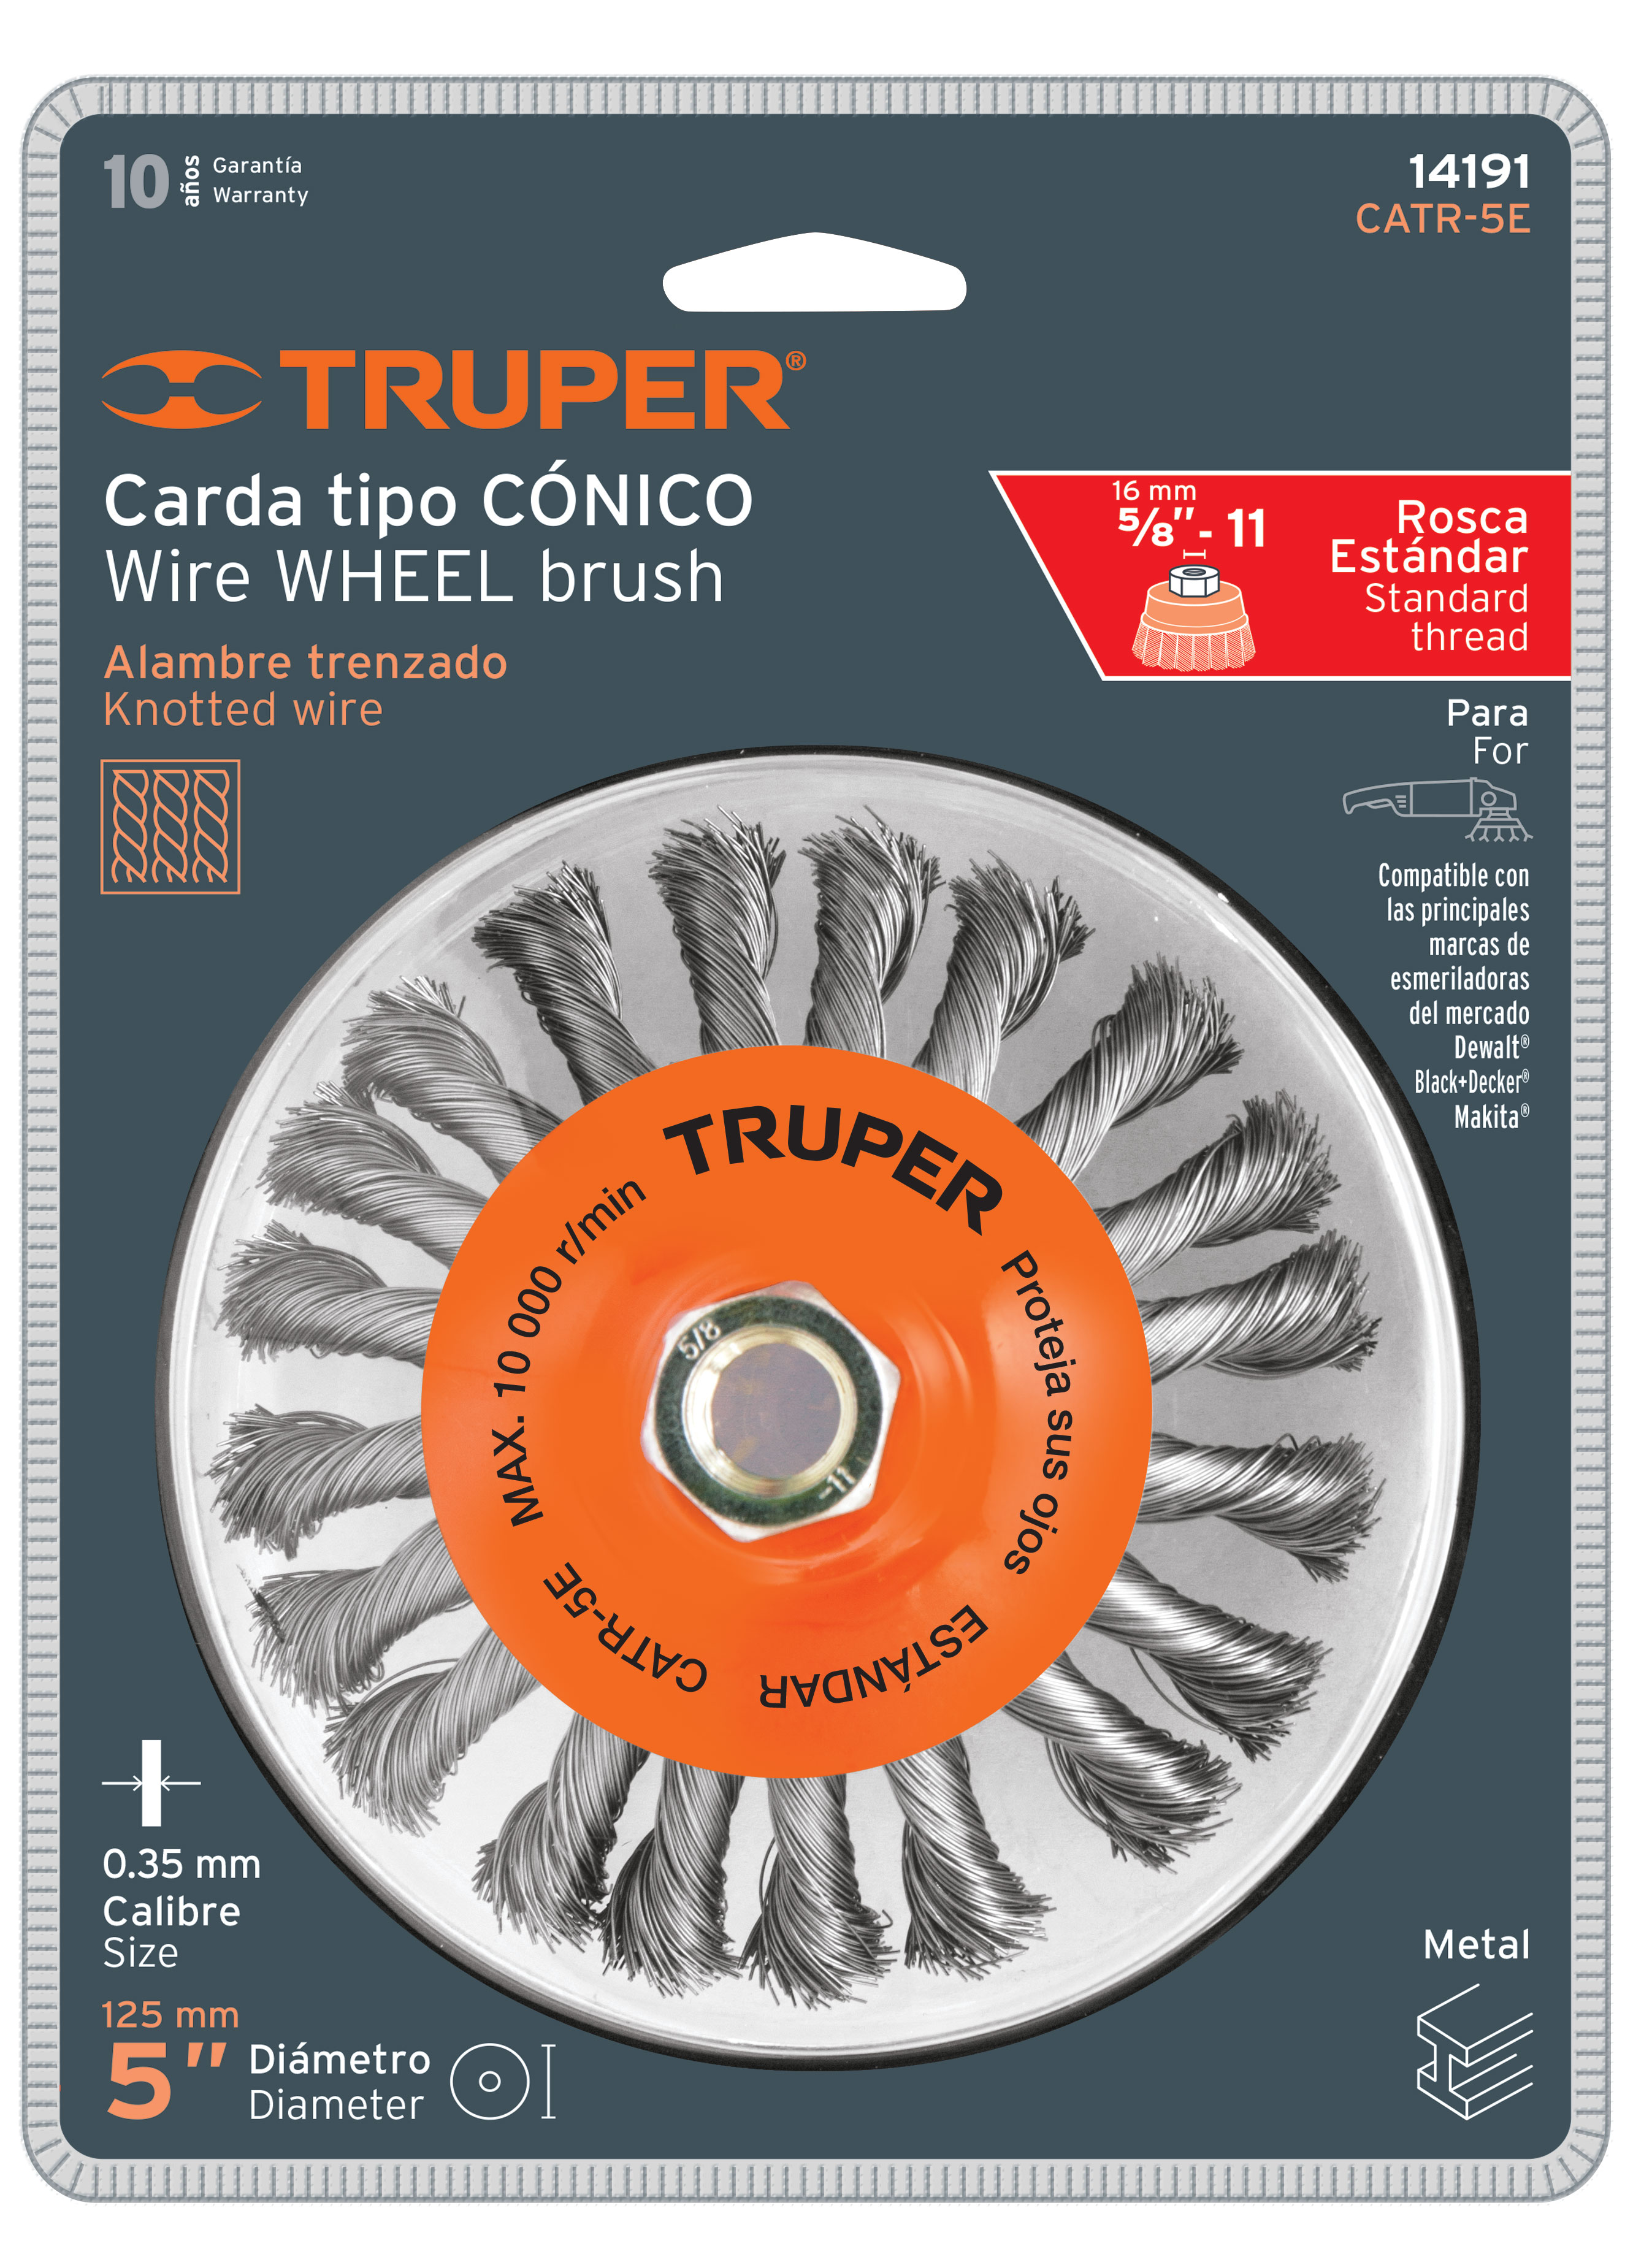 10 años Garantía
Warranty
14191
CATR-5E
TRUPER®
Carda tipo CÓNICO
Wire WHEEL brush
Alambre trenzado
Knotted wire
16 mm
5/8"- 11
Rosca
Estándar
Standard
thread
Para
For
Compatible con
las principales
marcas de
esmeriladoras
del mercado
Dewalt®
Black+Decker®
Makita®
TRUPER
Proteja sus ojos
ESTÁNDAR
CATR-5E
MAX. 10 000 r/min
5/8
-11
0.35 mm
Calibre
Size
125 mm
5" Diámetro
Diameter
Metal